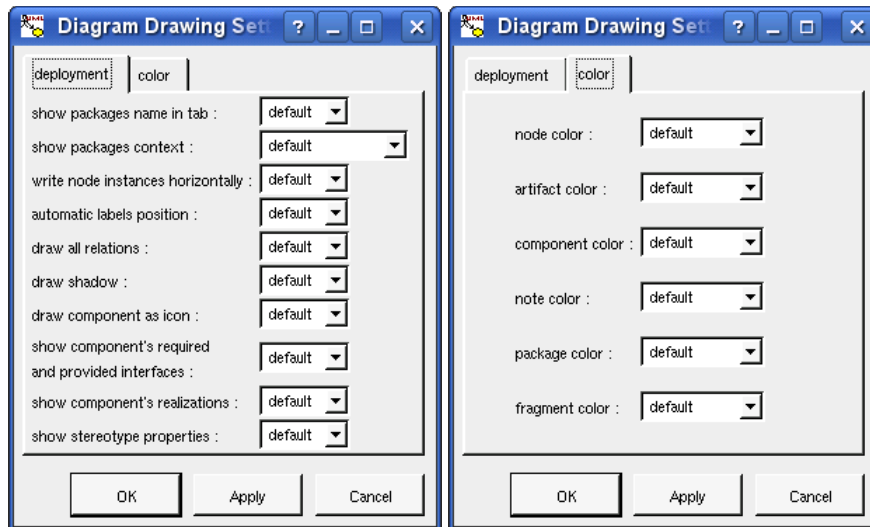 UML
Diagram Drawing Sett
deployment
color
show packages name in tab : default
show packages context : default
write node instances horizontally : default
automatic labels position : default
draw all relations : default
draw shadow : default
draw component as icon : default
show component's required
and provided interfaces : default
show component's realizations : default
show stereotype properties : default
OK
Apply
Cancel
UML
Diagram Drawing Sett
deployment
color
node color : default
artifact color : default
component color : default
note color : default
package color : default
fragment color : default
OK
Apply
Cancel